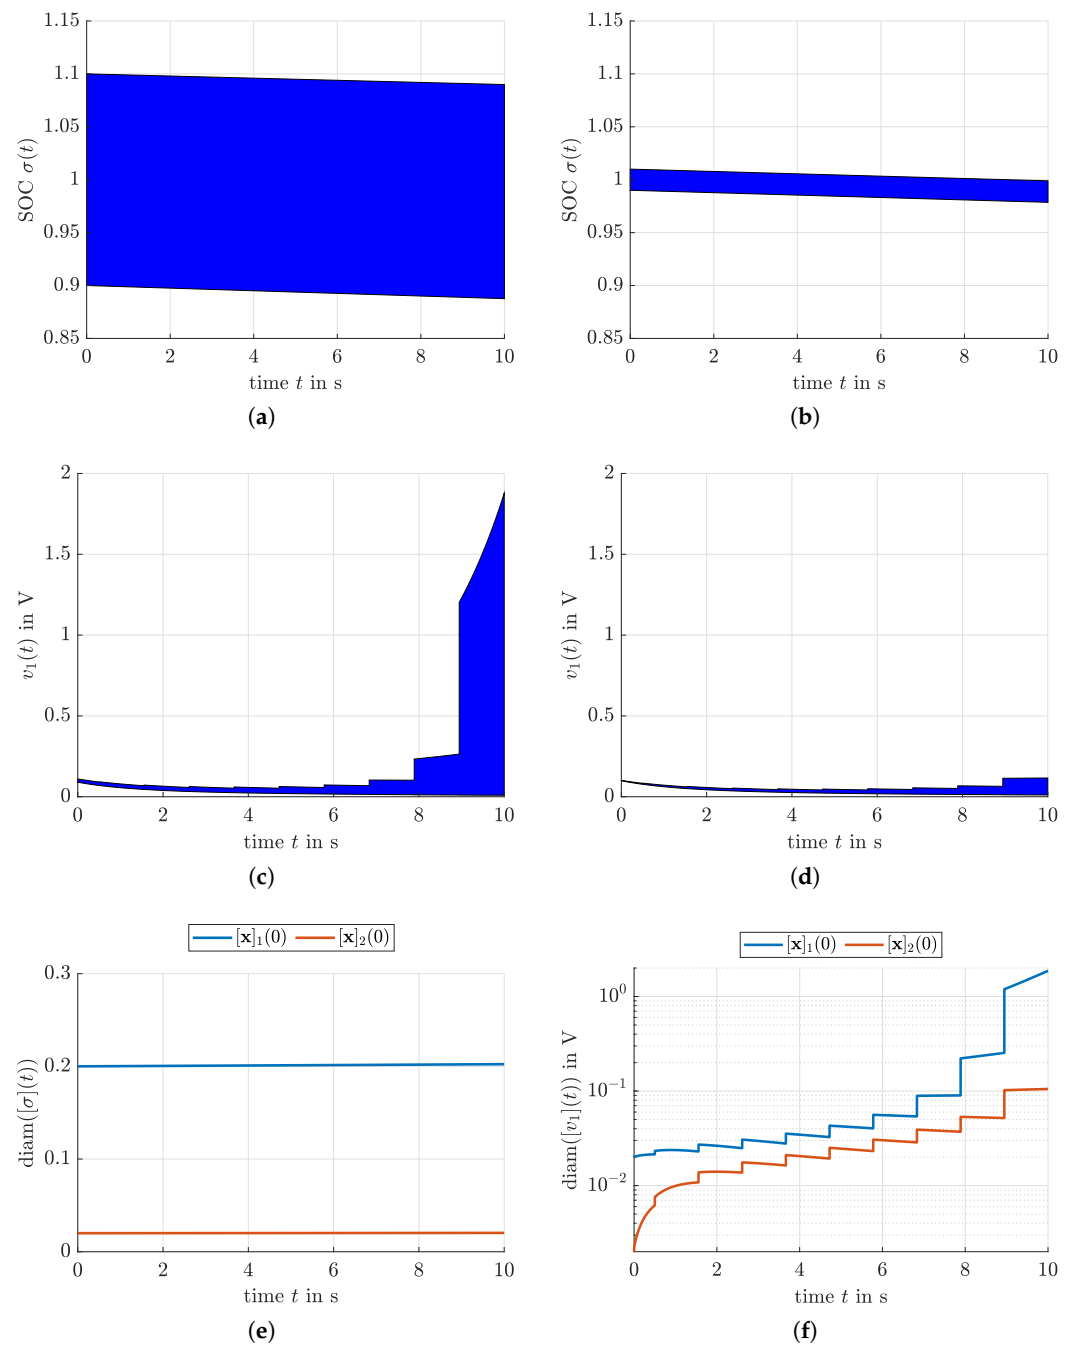 1.15
1.1
1.05
1
0.95
0.9
0.85
SOC σ(t)
0 2 4 6 8 10
time t in s
(a)
1.15
1.1
1.05
1
0.95
0.9
0.85
SOC σ(t)
0 2 4 6 8 10
time t in s
(b)
2
1.5
1
0.5
0
v₁(t) in V
0 2 4 6 8 10
time t in s
(c)
2
1.5
1
0.5
0
v₁(t) in V
0 2 4 6 8 10
time t in s
(d)
[x]₁(0) [x]₂(0)
0.3
0.2
0.1
0
diam([σ](t))
0 2 4 6 8 10
time t in s
(e)
[x]₁(0) [x]₂(0)
10⁰
10⁻¹
10⁻²
diam([v₁](t)) in V
0 2 4 6 8 10
time t in s
(f)